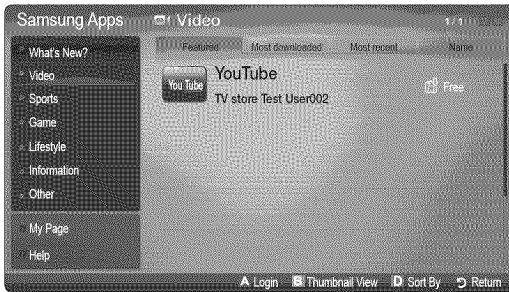 Samsung Apps
Video
1/1
What's New?
Video
Sports
Game
Lifestyle
Information
Other
My Page
Help
Featured Most downloaded Most recent Name
You Tube
YouTube
TV store Test User002
Free
A Login B Thumbnail View D Sort By Return